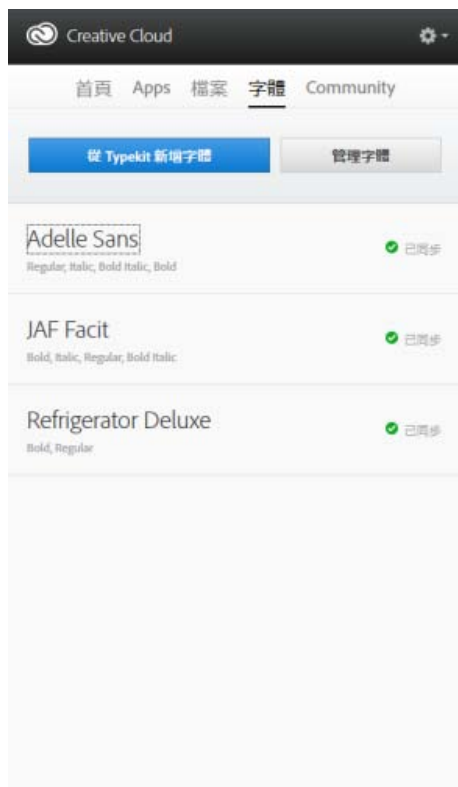 Creative Cloud
首頁 Apps 檔案 字體 Community
從 Typekit 新增字體 管理字體
Adelle Sans
Regular, Italic, Bold Italic, Bold
已同步
JAF Facit
Bold, Italic, Regular, Bold Italic
已同步
Refrigerator Deluxe
Bold, Regular
已同步